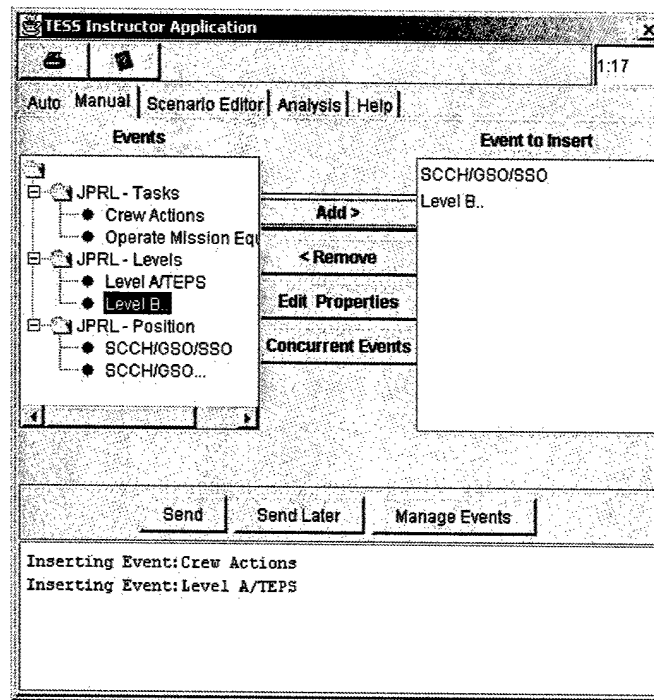 TESS Instructor Application
1:17
Auto Manual Scenario Editor Analysis Help
Events
Event to Insert
JPRL - Tasks
Crew Actions
Operate Mission Equ
JPRL - Levels
Level A/TEPS
Level B..
JPRL - Position
SCCH/GSO/SSO
SCCH/GSO...
Add >
< Remove
Edit Properties
Concurrent Events
SCCH/GSO/SSO
Level B..
Send Send Later Manage Events
Inserting Event:Crew Actions
Inserting Event:Level A/TEPS